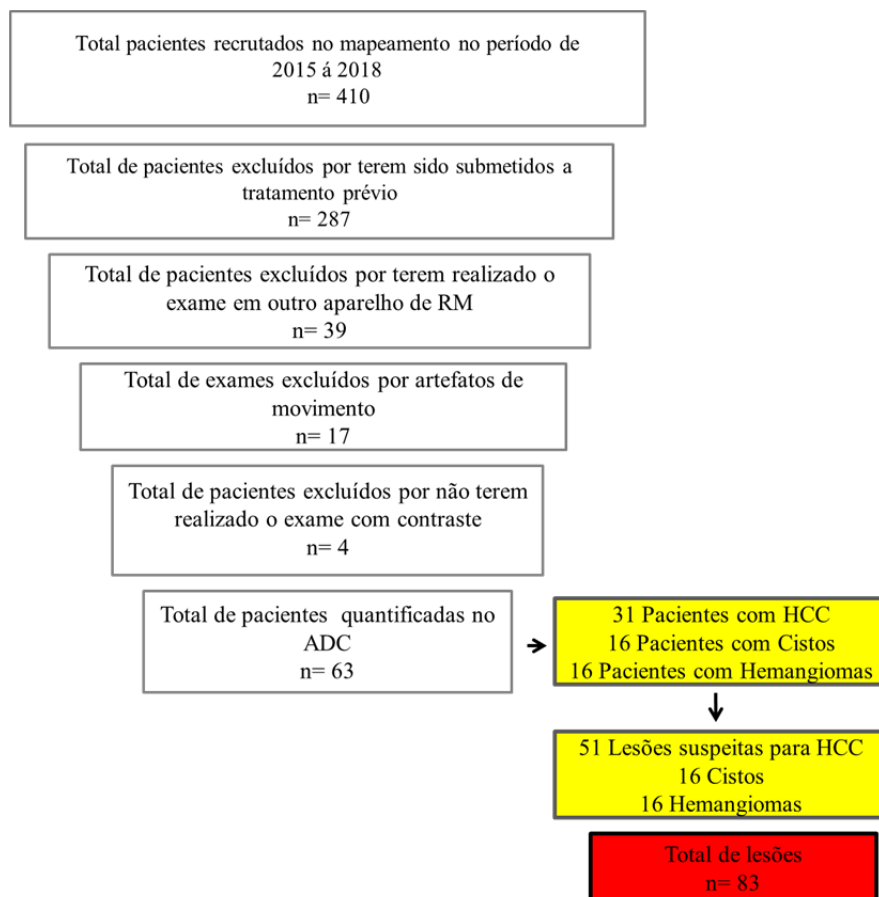 Total pacientes recrutados no mapeamento no período de
2015 á 2018
n= 410
Total de pacientes excluídos por terem sido submetidos a
tratamento prévio
n= 287
Total de pacientes excluídos por terem realizado o
exame em outro aparelho de RM
n= 39
Total de exames excluídos por artefatos de
movimento
n= 17
Total de pacientes excluídos por não terem
realizado o exame com contraste
n= 4
Total de pacientes quantificadas no
ADC
n= 63
31 Pacientes com HCC
16 Pacientes com Cistos
16 Pacientes com Hemangiomas
51 Lesões suspeitas para HCC
16 Cistos
16 Hemangiomas
Total de lesões
n= 83